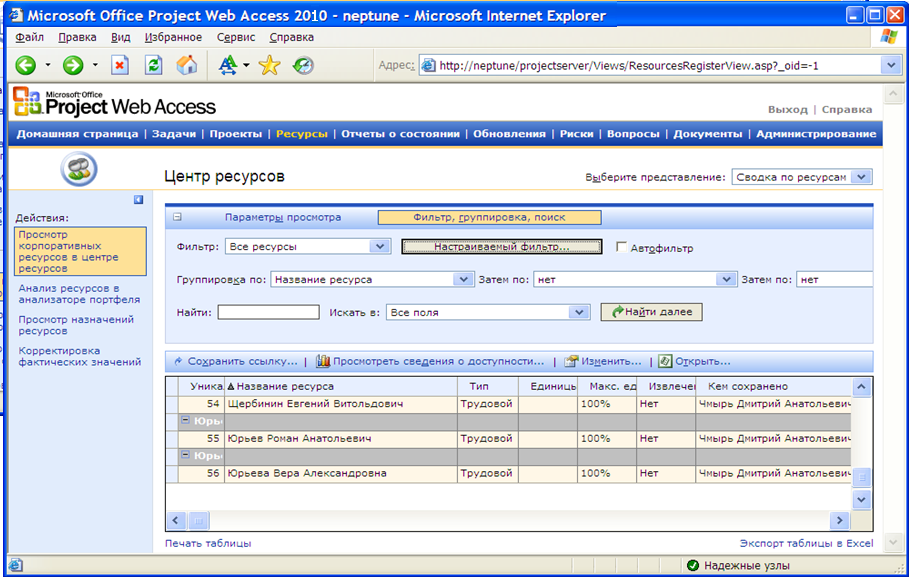 Microsoft Office Project Web Access 2010 - neptune - Microsoft Internet Explorer
Файл Правка Вид Избранное Сервис Справка
Адрес: http://neptune/projectserver/Views/ResourcesRegisterView.asp?_oid=-1
Microsoft Office
Project Web Access
Выход | Справка
Домашняя страница | Задачи | Проекты | Ресурсы | Отчеты о состоянии | Обновления | Риски | Вопросы | Документы | Администрирование
Центр ресурсов
Выберите представление: Сводка по ресурсам
Действия:
Просмотр
корпоративных
ресурсов в центре
ресурсов
Анализ ресурсов в
анализаторе портфеля
Просмотр назначений
ресурсов
Корректировка
фактических значений
Параметры просмотра
Фильтр, группировка, поиск
Фильтр: Все ресурсы Настраиваемый фильтр... Автофильтр
Группировка по: Название ресурса Затем по: нет Затем по: нет
Найти: Искать в: Все поля Найти далее
Сохранить ссылку... | Просмотреть сведения о доступности... | Изменить... | Открыть...
Уника Название ресурса Тип Единицы Макс. ед Извлечен Кем сохранено
54 Щербинин Евгений Витольдович Трудовой 100% Нет Чмырь Дмитрий Анатольевич
Юрье
55 Юрьев Роман Анатольевич Трудовой 100% Нет Чмырь Дмитрий Анатольевич
Юрье
56 Юрьева Вера Александровна Трудовой 100% Нет Чмырь Дмитрий Анатольевич
Печать таблицы
Экспорт таблицы в Excel
Надежные узлы